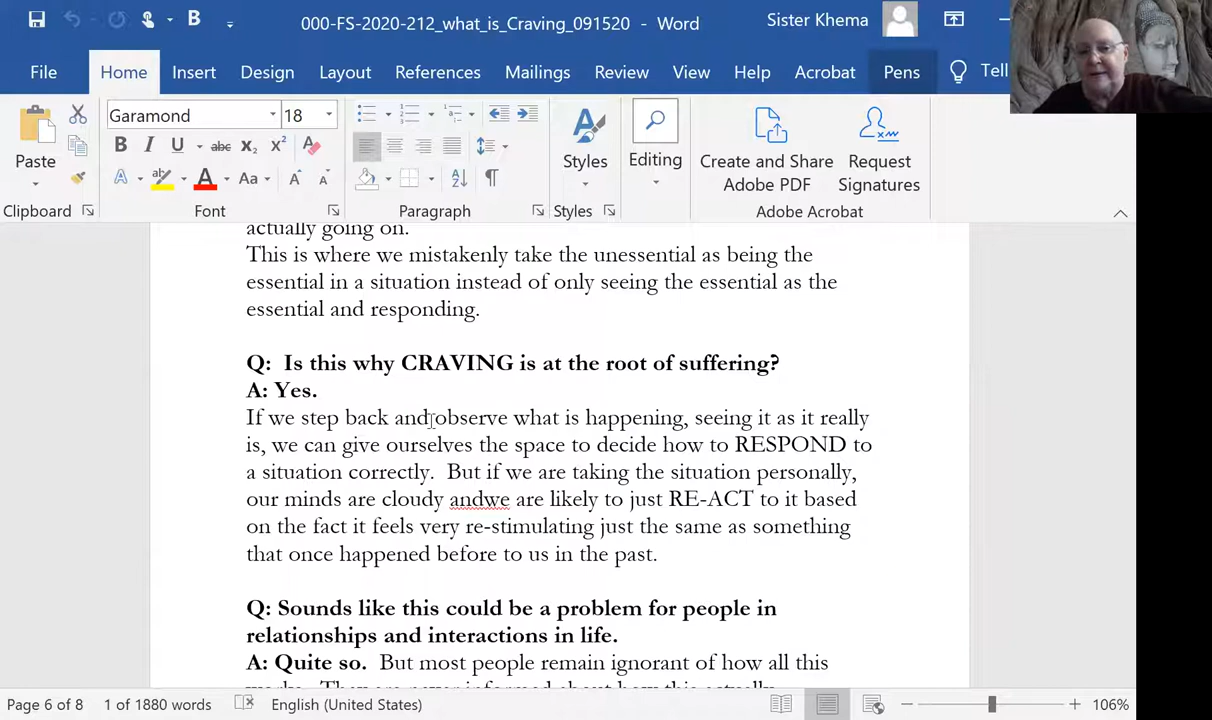 000-FS-2020-212_what_is_Craving_091520 - Word
Sister Khema
File Home Insert Design Layout References Mailings Review View Help Acrobat Pens Tell
Garamond 18
Paste
Styles
Editing
Create and Share Adobe PDF
Request Signatures
Clipboard Font Paragraph Styles Adobe Acrobat
actually going on.
This is where we mistakenly take the unessential as being the
essential in a situation instead of only seeing the essential as the
essential and responding.
Q: Is this why CRAVING is at the root of suffering?
A: Yes.
If we step back and observe what is happening, seeing it as it really
is, we can give ourselves the space to decide how to RESPOND to
a situation correctly. But if we are taking the situation personally,
our minds are cloudy andwe are likely to just RE-ACT to it based
on the fact it feels very re-stimulating just the same as something
that once happened before to us in the past.
Q: Sounds like this could be a problem for people in
relationships and interactions in life.
A: Quite so. But most people remain ignorant of how all this
Page 6 of 8 1 of 1880 words English (United States) 106%